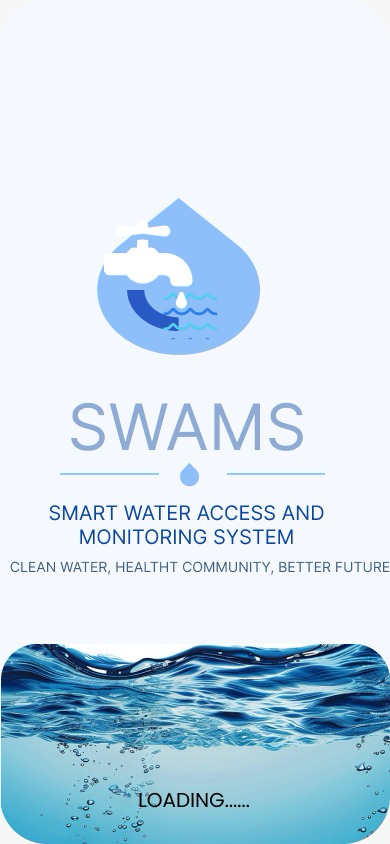 SWAMS
SMART WATER ACCESS AND
MONITORING SYSTEM
CLEAN WATER, HEALTHT COMMUNITY, BETTER FUTURE
LOADING......